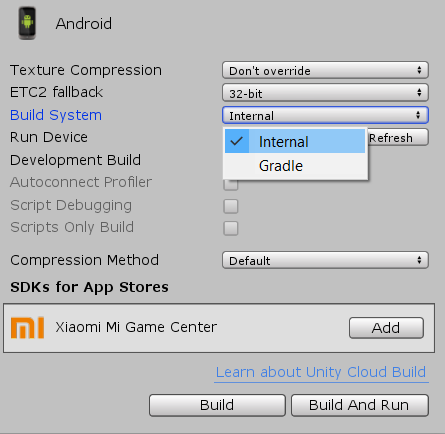 Android
Texture Compression Don't override
ETC2 fallback 32-bit
Build System Internal
Internal
Run Device Refresh
Development Build Gradle
Autoconnect Profiler
Script Debugging
Scripts Only Build
Compression Method Default
SDKs for App Stores
Xiaomi Mi Game Center Add
Learn about Unity Cloud Build
Build Build And Run